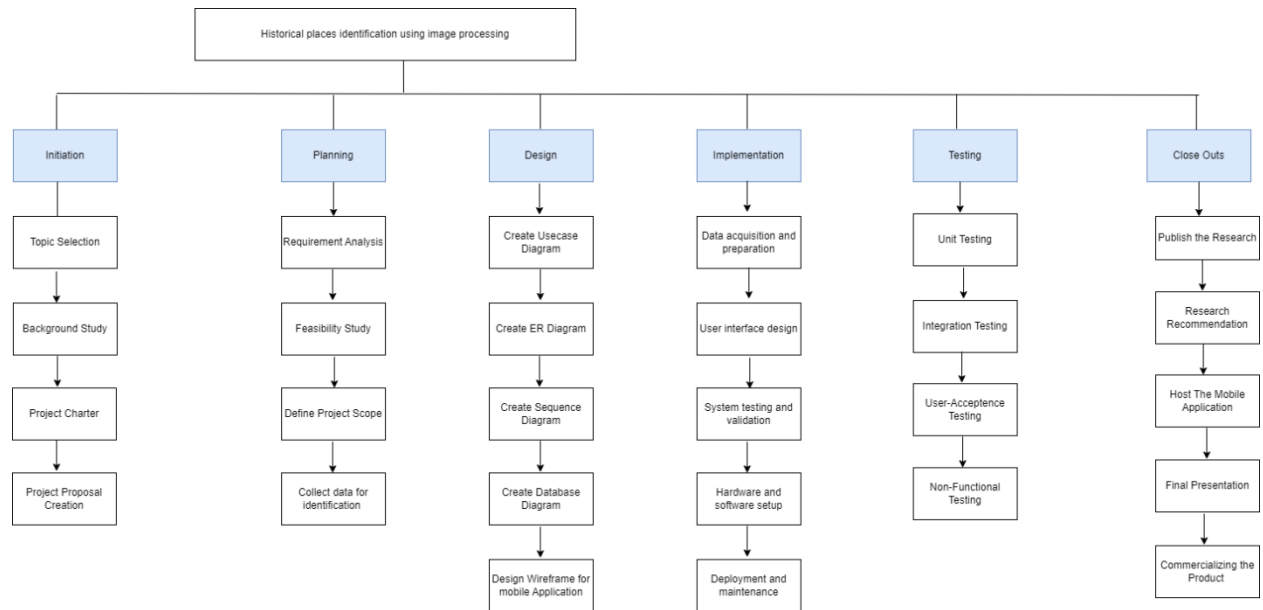 Historical places identification using image processing
Initiation
Planning
Design
Implementation
Testing
Close Outs
Topic Selection
Background Study
Project Charter
Project Proposal
Creation
Requirement Analysis
Feasibility Study
Define Project Scope
Collect data for
identification
Create Usecase
Diagram
Create ER Diagram
Create Sequence
Diagram
Create Database
Diagram
Design Wireframe for
mobile Application
Data acquisition and
preparation
User interface design
System testing and
validation
Hardware and
software setup
Deployment and
maintenance
Unit Testing
Integration Testing
User-Acceptence
Testing
Non-Functional
Testing
Publish the Research
Research
Recommendation
Host The Mobile
Application
Final Presentation
Commercializing the
Product